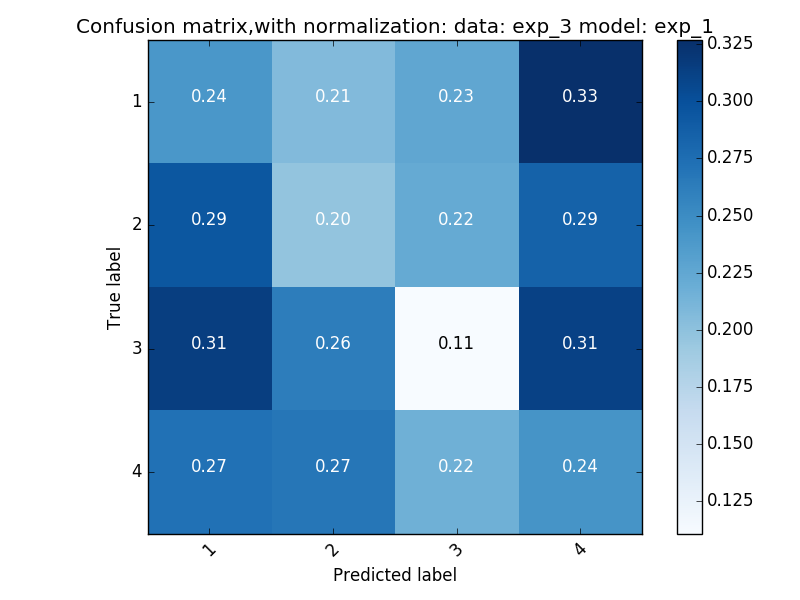 Confusion matrix,with normalization: data: exp_3 model: exp_1
True label
1
0.24 0.21 0.23 0.33
2
0.29 0.20 0.22 0.29
3
0.31 0.26 0.11 0.31
4
0.27 0.27 0.22 0.24
1 2 3 4
Predicted label
0.325
0.300
0.275
0.250
0.225
0.200
0.175
0.150
0.125